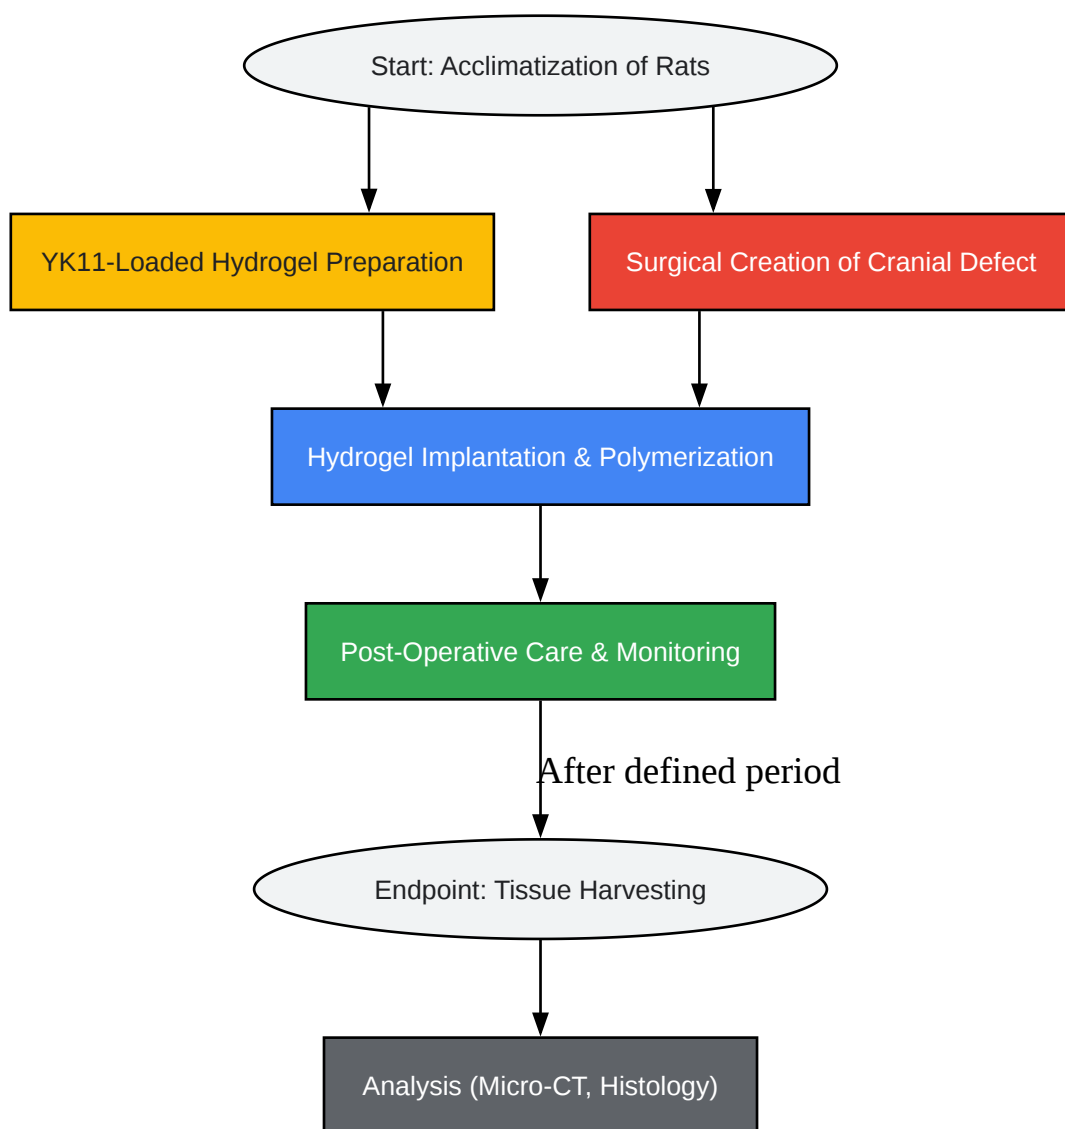 Start: Acclimatization of Rats
YK11-Loaded Hydrogel Preparation
Surgical Creation of Cranial Defect
Hydrogel Implantation & Polymerization
Post-Operative Care & Monitoring
After defined period
Endpoint: Tissue Harvesting
Analysis (Micro-CT, Histology)